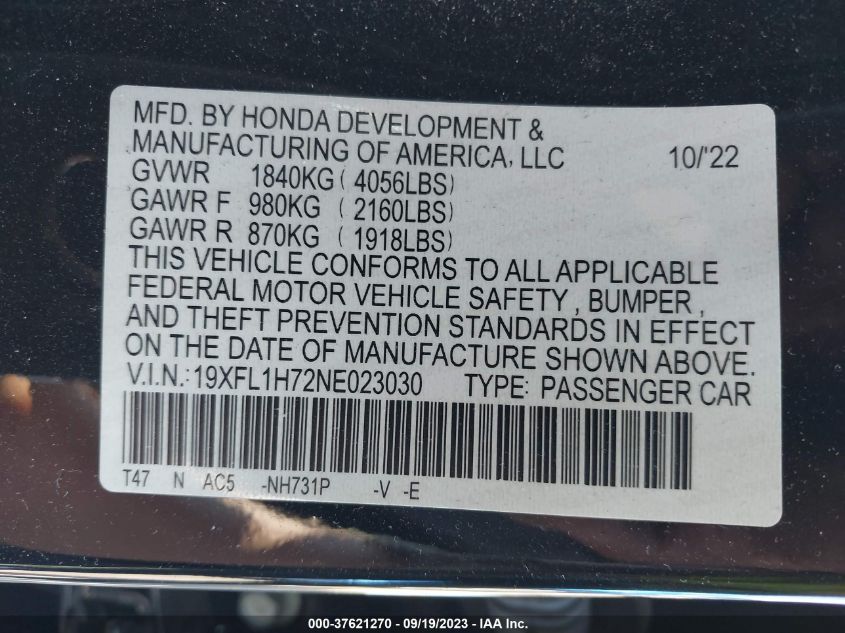 MFD. BY HONDA DEVELOPMENT &
MANUFACTURING OF AMERICA, LLC 10/'22
GVWR 1840KG ( 4056LBS)
GAWR F 980KG ( 2160LBS)
GAWR R 870KG ( 1918LBS)
THIS VEHICLE CONFORMS TO ALL APPLICABLE
FEDERAL MOTOR VEHICLE SAFETY , BUMPER ,
AND THEFT PREVENTION STANDARDS IN EFFECT
ON THE DATE OF MANUFACTURE SHOWN ABOVE.
V.I.N.: 19XFL1H72NE023030 TYPE: PASSENGER CAR
T47 N AC5 -NH731P -V -E
000-37621270 - 09/19/2023 - IAA Inc.